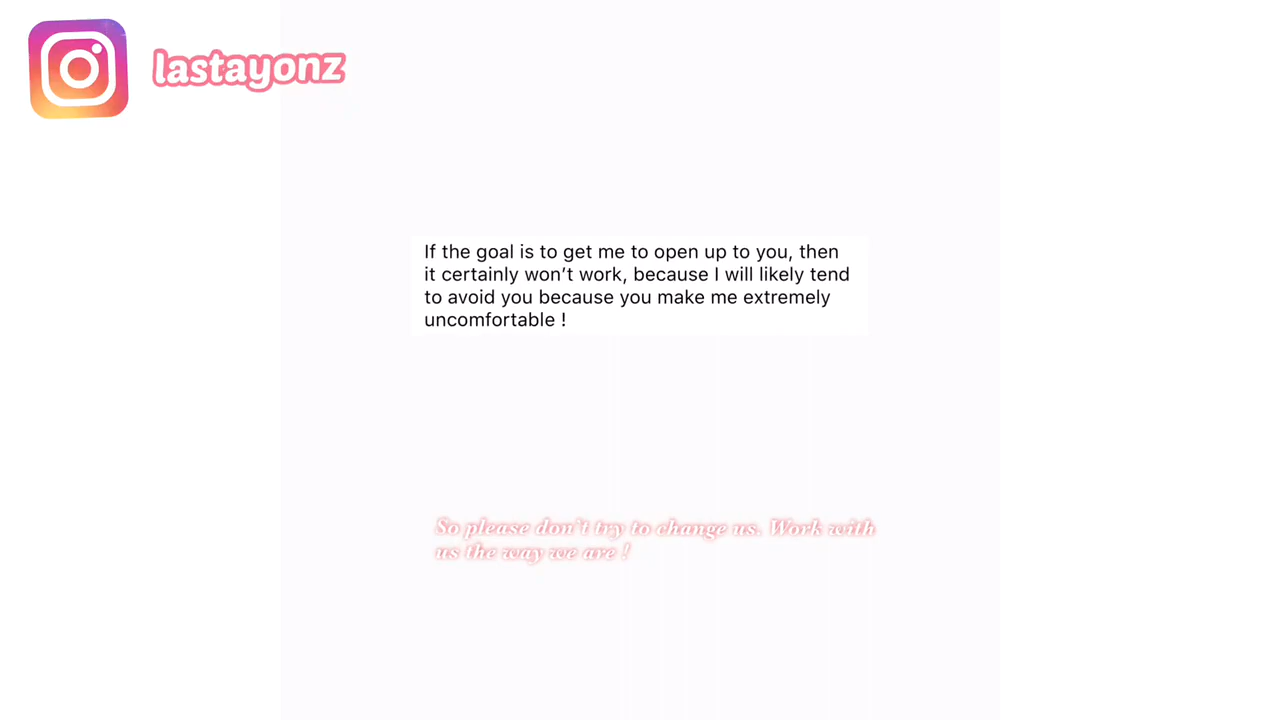 lastayonz
If the goal is to get me to open up to you, then
it certainly won’t work, because I will likely tend
to avoid you because you make me extremely
uncomfortable !
So please don't try to change us. Work with
us the way we are !